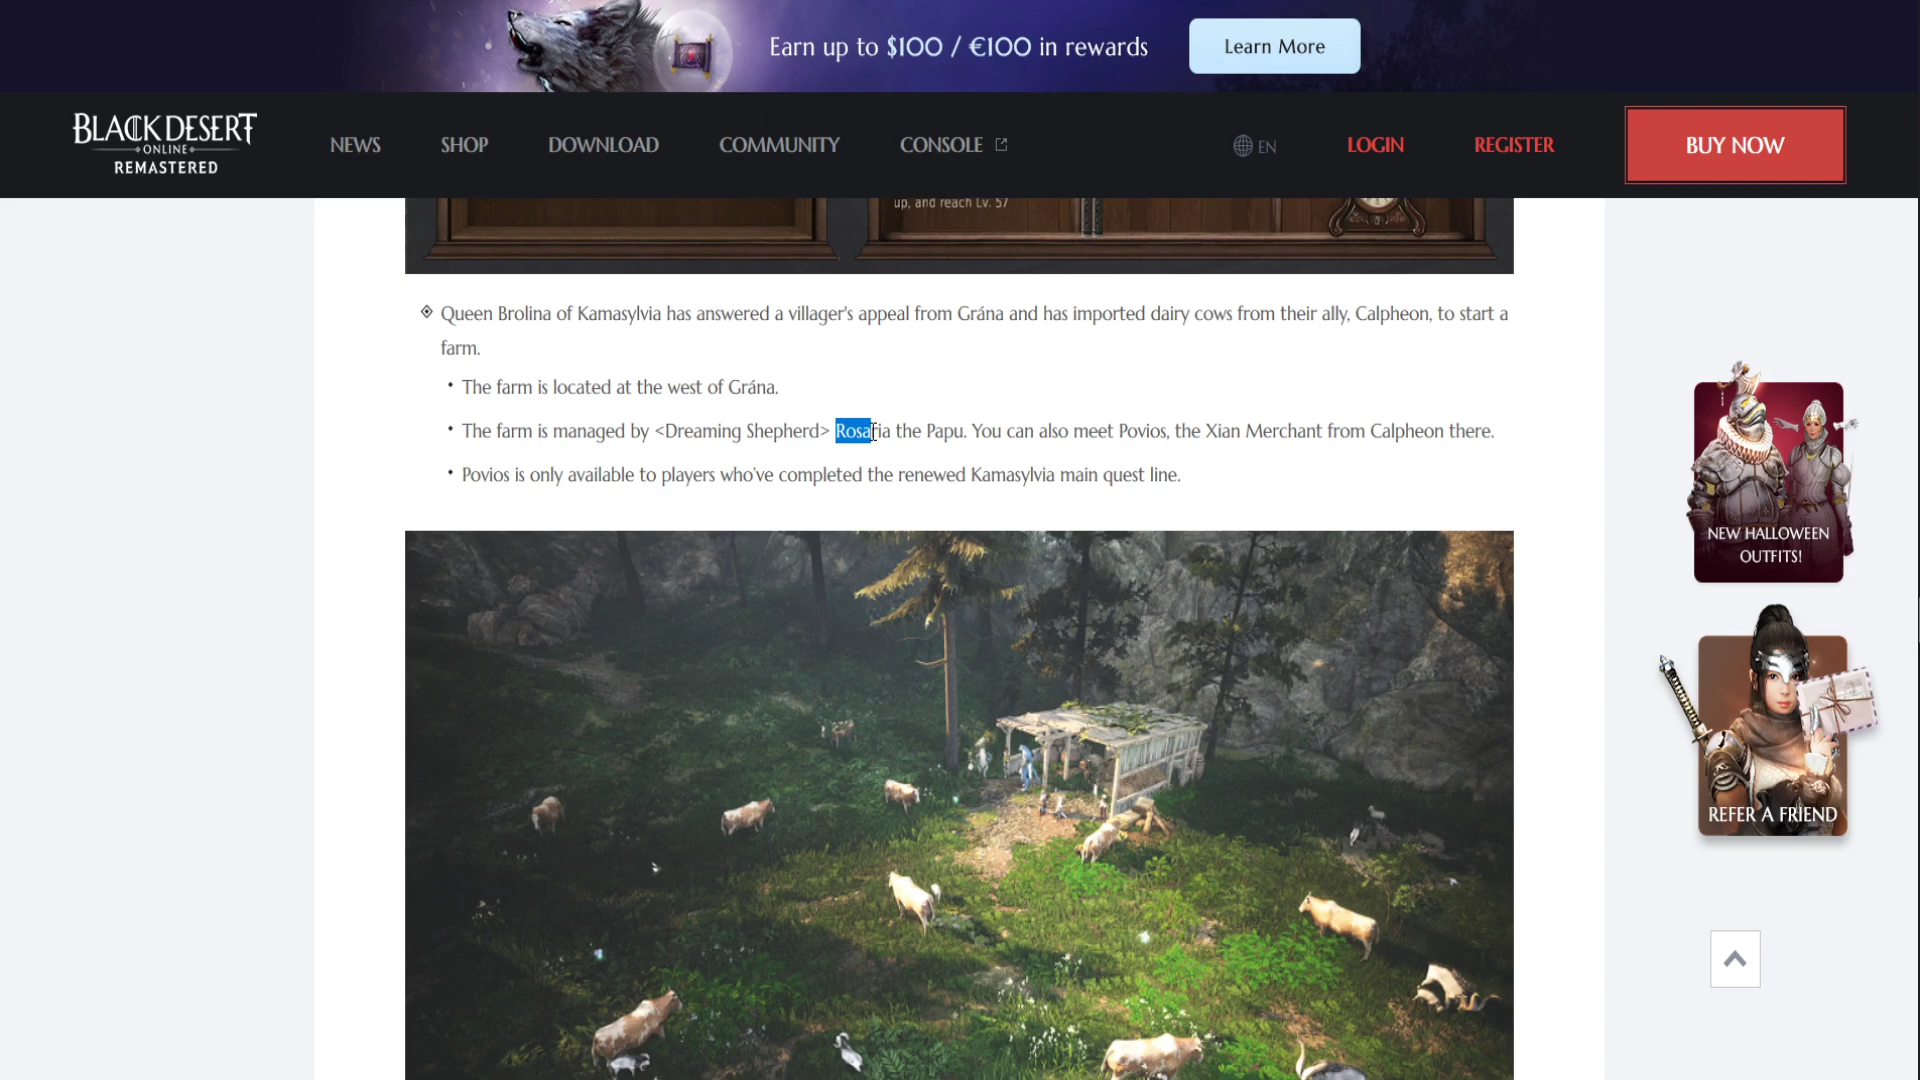 Earn up to $100 / €100 in rewards
Learn More
BLACK DESERT
ONLINE
REMASTERED
NEWS
SHOP
DOWNLOAD
COMMUNITY
CONSOLE
EN
LOGIN
REGISTER
BUY NOW
up, and reach Lv. 57
Queen Brolina of Kamasylvia has answered a villager's appeal from Grána and has imported dairy cows from their ally, Calpheon, to start a
farm.
• The farm is located at the west of Grána.
• The farm is managed by <Dreaming Shepherd> Rosaria the Papu. You can also meet Povios, the Xian Merchant from Calpheon there.
• Povios is only available to players who've completed the renewed Kamasylvia main quest line.
NEW HALLOWEEN
OUTFITS!
REFER A FRIEND